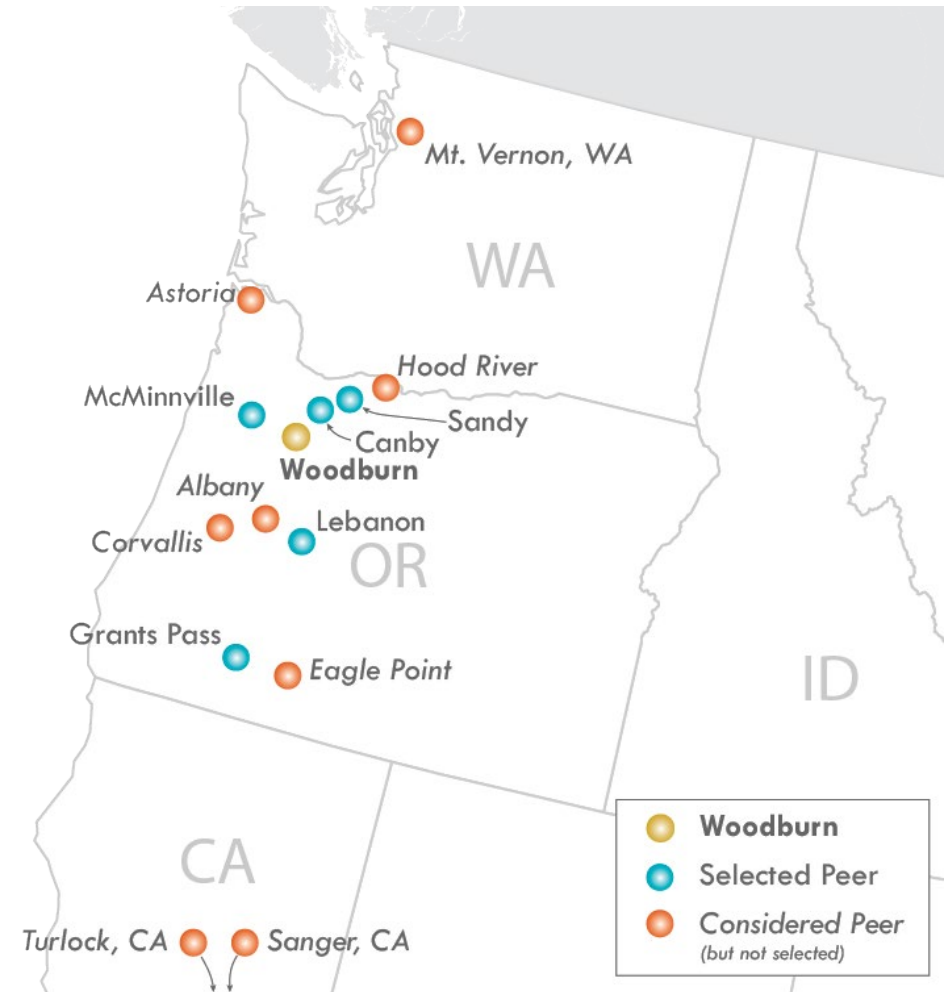 Mt. Vernon, WA
WA
Astoria
Hood River
McMinnville
Sandy
Canby
Woodburn
Albany
Lebanon
Corvallis
OR
Grants Pass
Eagle Point
ID
CA
Turlock, CA
Sanger, CA
Woodburn
Selected Peer
Considered Peer
(but not selected)